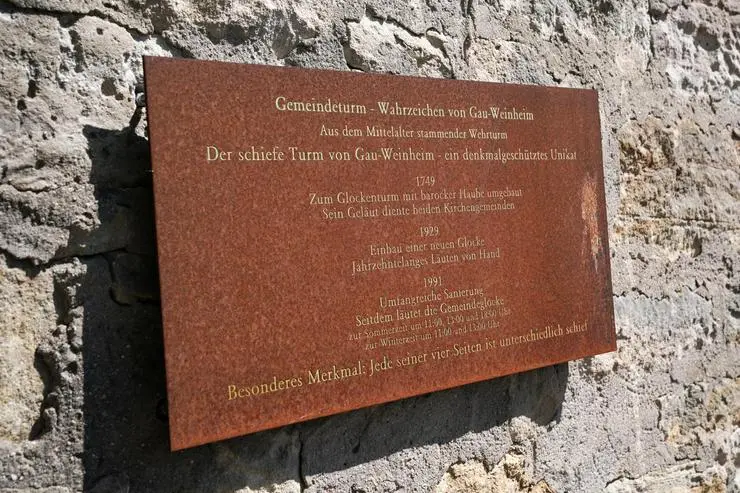 Gemeindeturm - Wahrzeichen von Gau-Weinheim
Aus dem Mittelalter stammender Wehrturm
Der schiefe Turm von Gau-Weinheim - ein denkmalgeschütztes Unikat
1749
Zum Glockenturm mit barocker Haube umgebaut
Sein Geläut diente beiden Kirchengemeinden
1929
Einbau einer neuen Glocke
Jahrzehntelanges Läuten von Hand
1991
Umfangreiche Sanierung
Seitdem läutet die Gemeindeglocke
zur Sommerzeit um 11:00, 13:00 und 18:00 Uhr
zur Winterzeit um 11:00 und 13:00 Uhr
Besonderes Merkmal: Jede seiner vier Seiten ist unterschiedlich schief